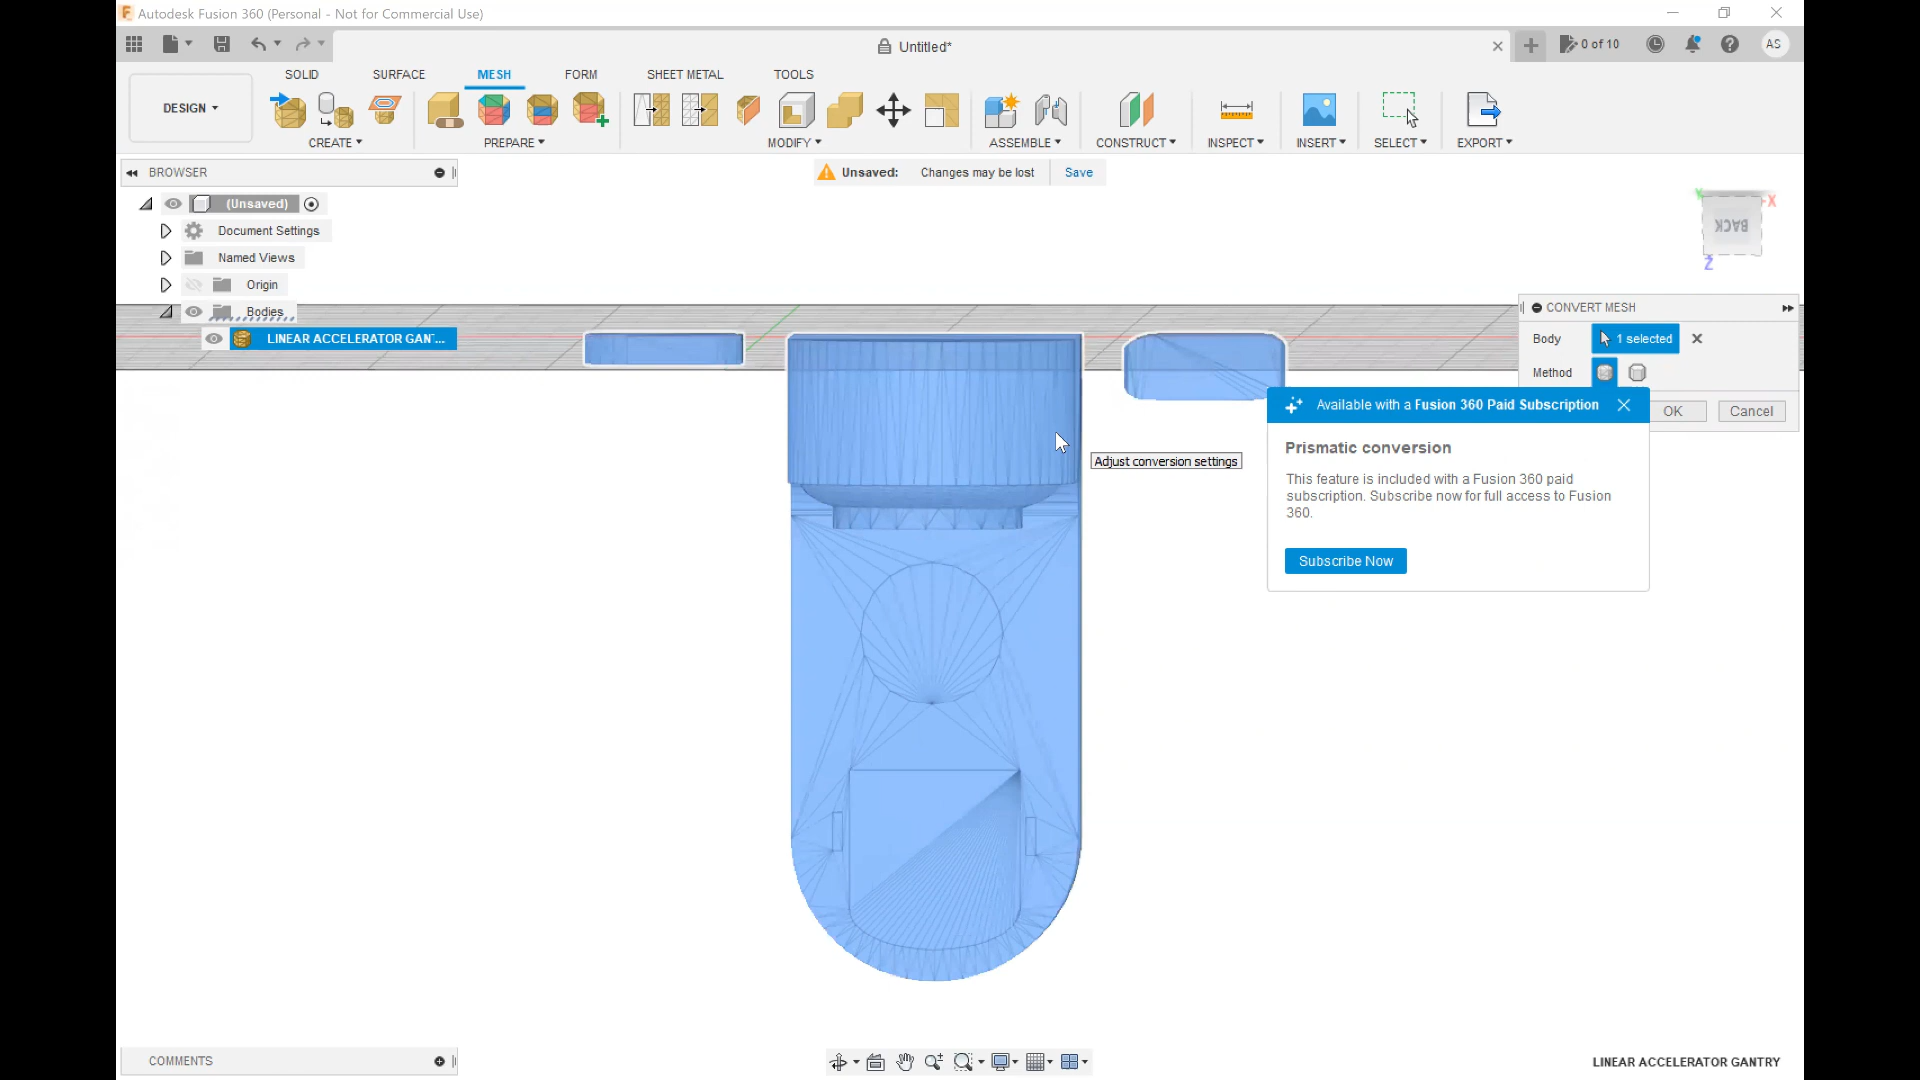 Autodesk Fusion 360 (Personal - Not for Commercial Use)
Untitled*
0 of 10
AS
DESIGN
SOLID
SURFACE
MESH
FORM
SHEET METAL
TOOLS
CREATE
PREPARE
MODIFY
ASSEMBLE
CONSTRUCT
INSPECT
INSERT
SELECT
EXPORT
BROWSER
Unsaved: Changes may be lost
Save
(Unsaved)
Document Settings
Named Views
Origin
Bodies
LINEAR ACCELERATOR GAN"...
Y
X
BACK
Z
CONVERT MESH
Body
1 selected
Method
OK
Cancel
Available with a Fusion 360 Paid Subscription
Prismatic conversion
This feature is included with a Fusion 360 paid
subscription. Subscribe now for full access to Fusion
360.
Subscribe Now
Adjust conversion settings
COMMENTS
LINEAR ACCELERATOR GANTRY